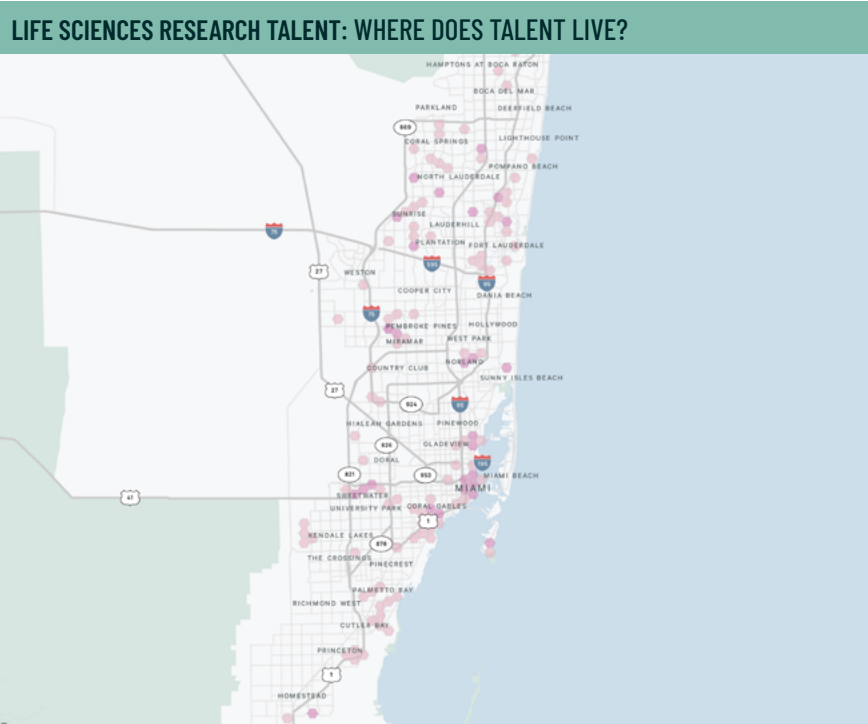 LIFE SCIENCES RESEARCH TALENT: WHERE DOES TALENT LIVE?
HAMPTONS AT BOCA RATON
BOCA DEL MAR
PARKLAND
DEERFIELD BEACH
869
CORAL SPRINGS
LIGHTHOUSE POINT
POMPANO BEACH
NORTH LAUDERDALE
SUNRISE
LAUDERHILL
75
PLANTATION
FORT LAUDERDALE
595
27
WESTON
95
COOPER CITY
DANIA BEACH
75
PEMBROKE PINES
HOLLYWOOD
MIRAMAR
WEST PARK
NORLAND
COUNTRY CLUB
SUNNY ISLES BEACH
27
924
95
HIALEAH GARDENS
PINEWOOD
826
GLADEVIEW
DORAL
195
821
953
MIAMI BEACH
MIAMI
41
SWEETWATER
UNIVERSITY PARK
CORAL GABLES
1
KENDALE LAKES
878
THE CROSSINGS
PINECREST
PALMETTO BAY
RICHMOND WEST
CUTLER BAY
PRINCETON
1
HOMESTEAD